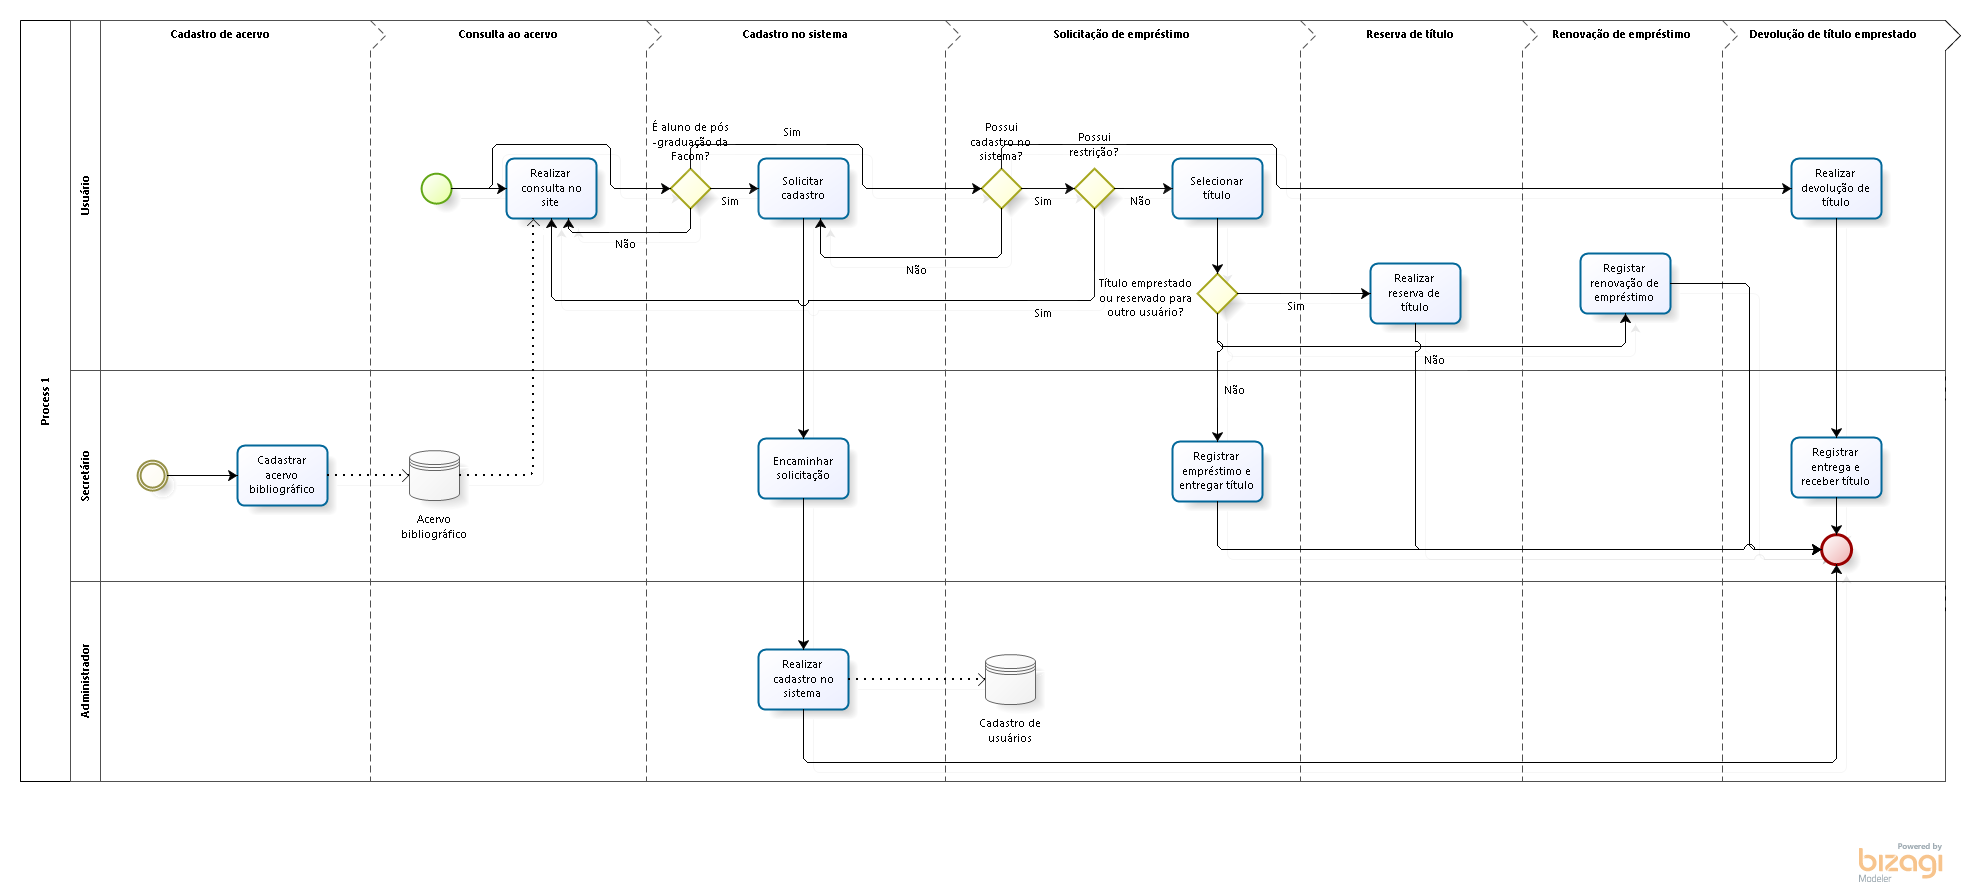 Cadastro de acervo
Consulta ao acervo
Cadastro no sistema
Solicitação de empréstimo
Reserva de título
Renovação de empréstimo
Devolução de título emprestado
Process 1
Usuário
É aluno de pós
-graduação da
Facom?
Sim
Possui
cadastro no
sistema?
Possui
restrição?
Realizar
consulta no
site
Sim
Solicitar
cadastro
Sim
Não
Selecionar
título
Realizar
devolução de
título
Não
Não
Sim
Título emprestado
ou reservado para
outro usuário?
Sim
Realizar
reserva de
título
Registar
renovação de
empréstimo
Não
Não
Secretário
Cadastrar
acervo
bibliográfico
Acervo
bibliográfico
Encaminhar
solicitação
Registrar
empréstimo e
entregar título
Registrar
entrega e
receber título
Administrador
Realizar
cadastro no
sistema
Cadastro de
usuários
Powered by
bizagi
Modeler